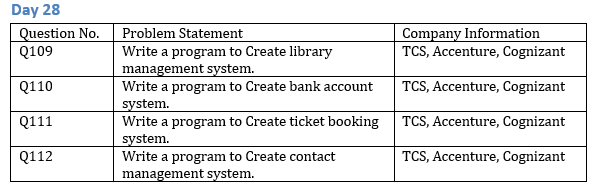 Day 28
Question No. Problem Statement Company Information
Q109 Write a program to Create library TCS, Accenture, Cognizant
management system.
Q110 Write a program to Create bank account TCS, Accenture, Cognizant
system.
Q111 Write a program to Create ticket booking TCS, Accenture, Cognizant
system.
Q112 Write a program to Create contact TCS, Accenture, Cognizant
management system.